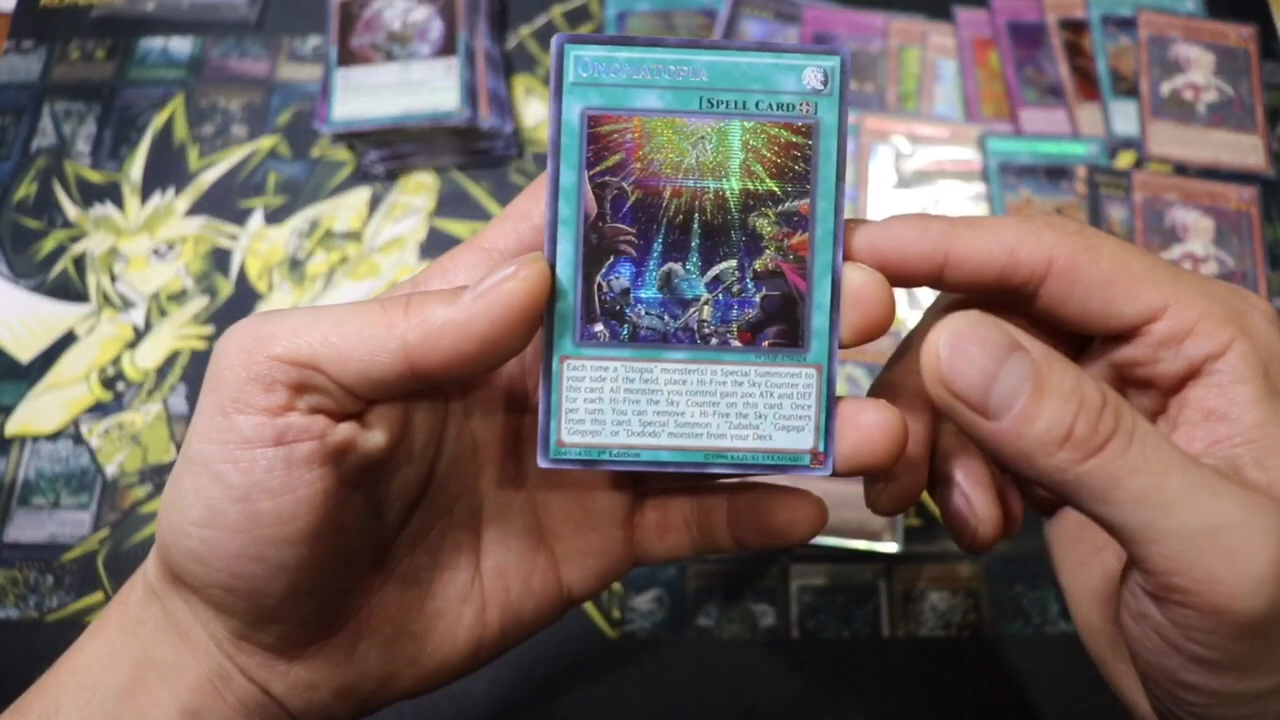 ONOMATOPIA
[SPELL CARD]
WSUP-EN024
Each time a "Utopia" monster(s) is Special Summoned to
your side of the field, place 1 Hi-Five the Sky Counter on
this card. All monsters you control gain 200 ATK and DEF
for each Hi-Five the Sky Counter on this card. Once
per turn: You can remove 2 Hi-Five the Sky Counters
from this card; Special Summon 1 "Zubaba", "Gagaga",
"Gogogo", or "Dododo" monster from your Deck.
1st Edition
©1996 KAZUKI TAKAHASHI